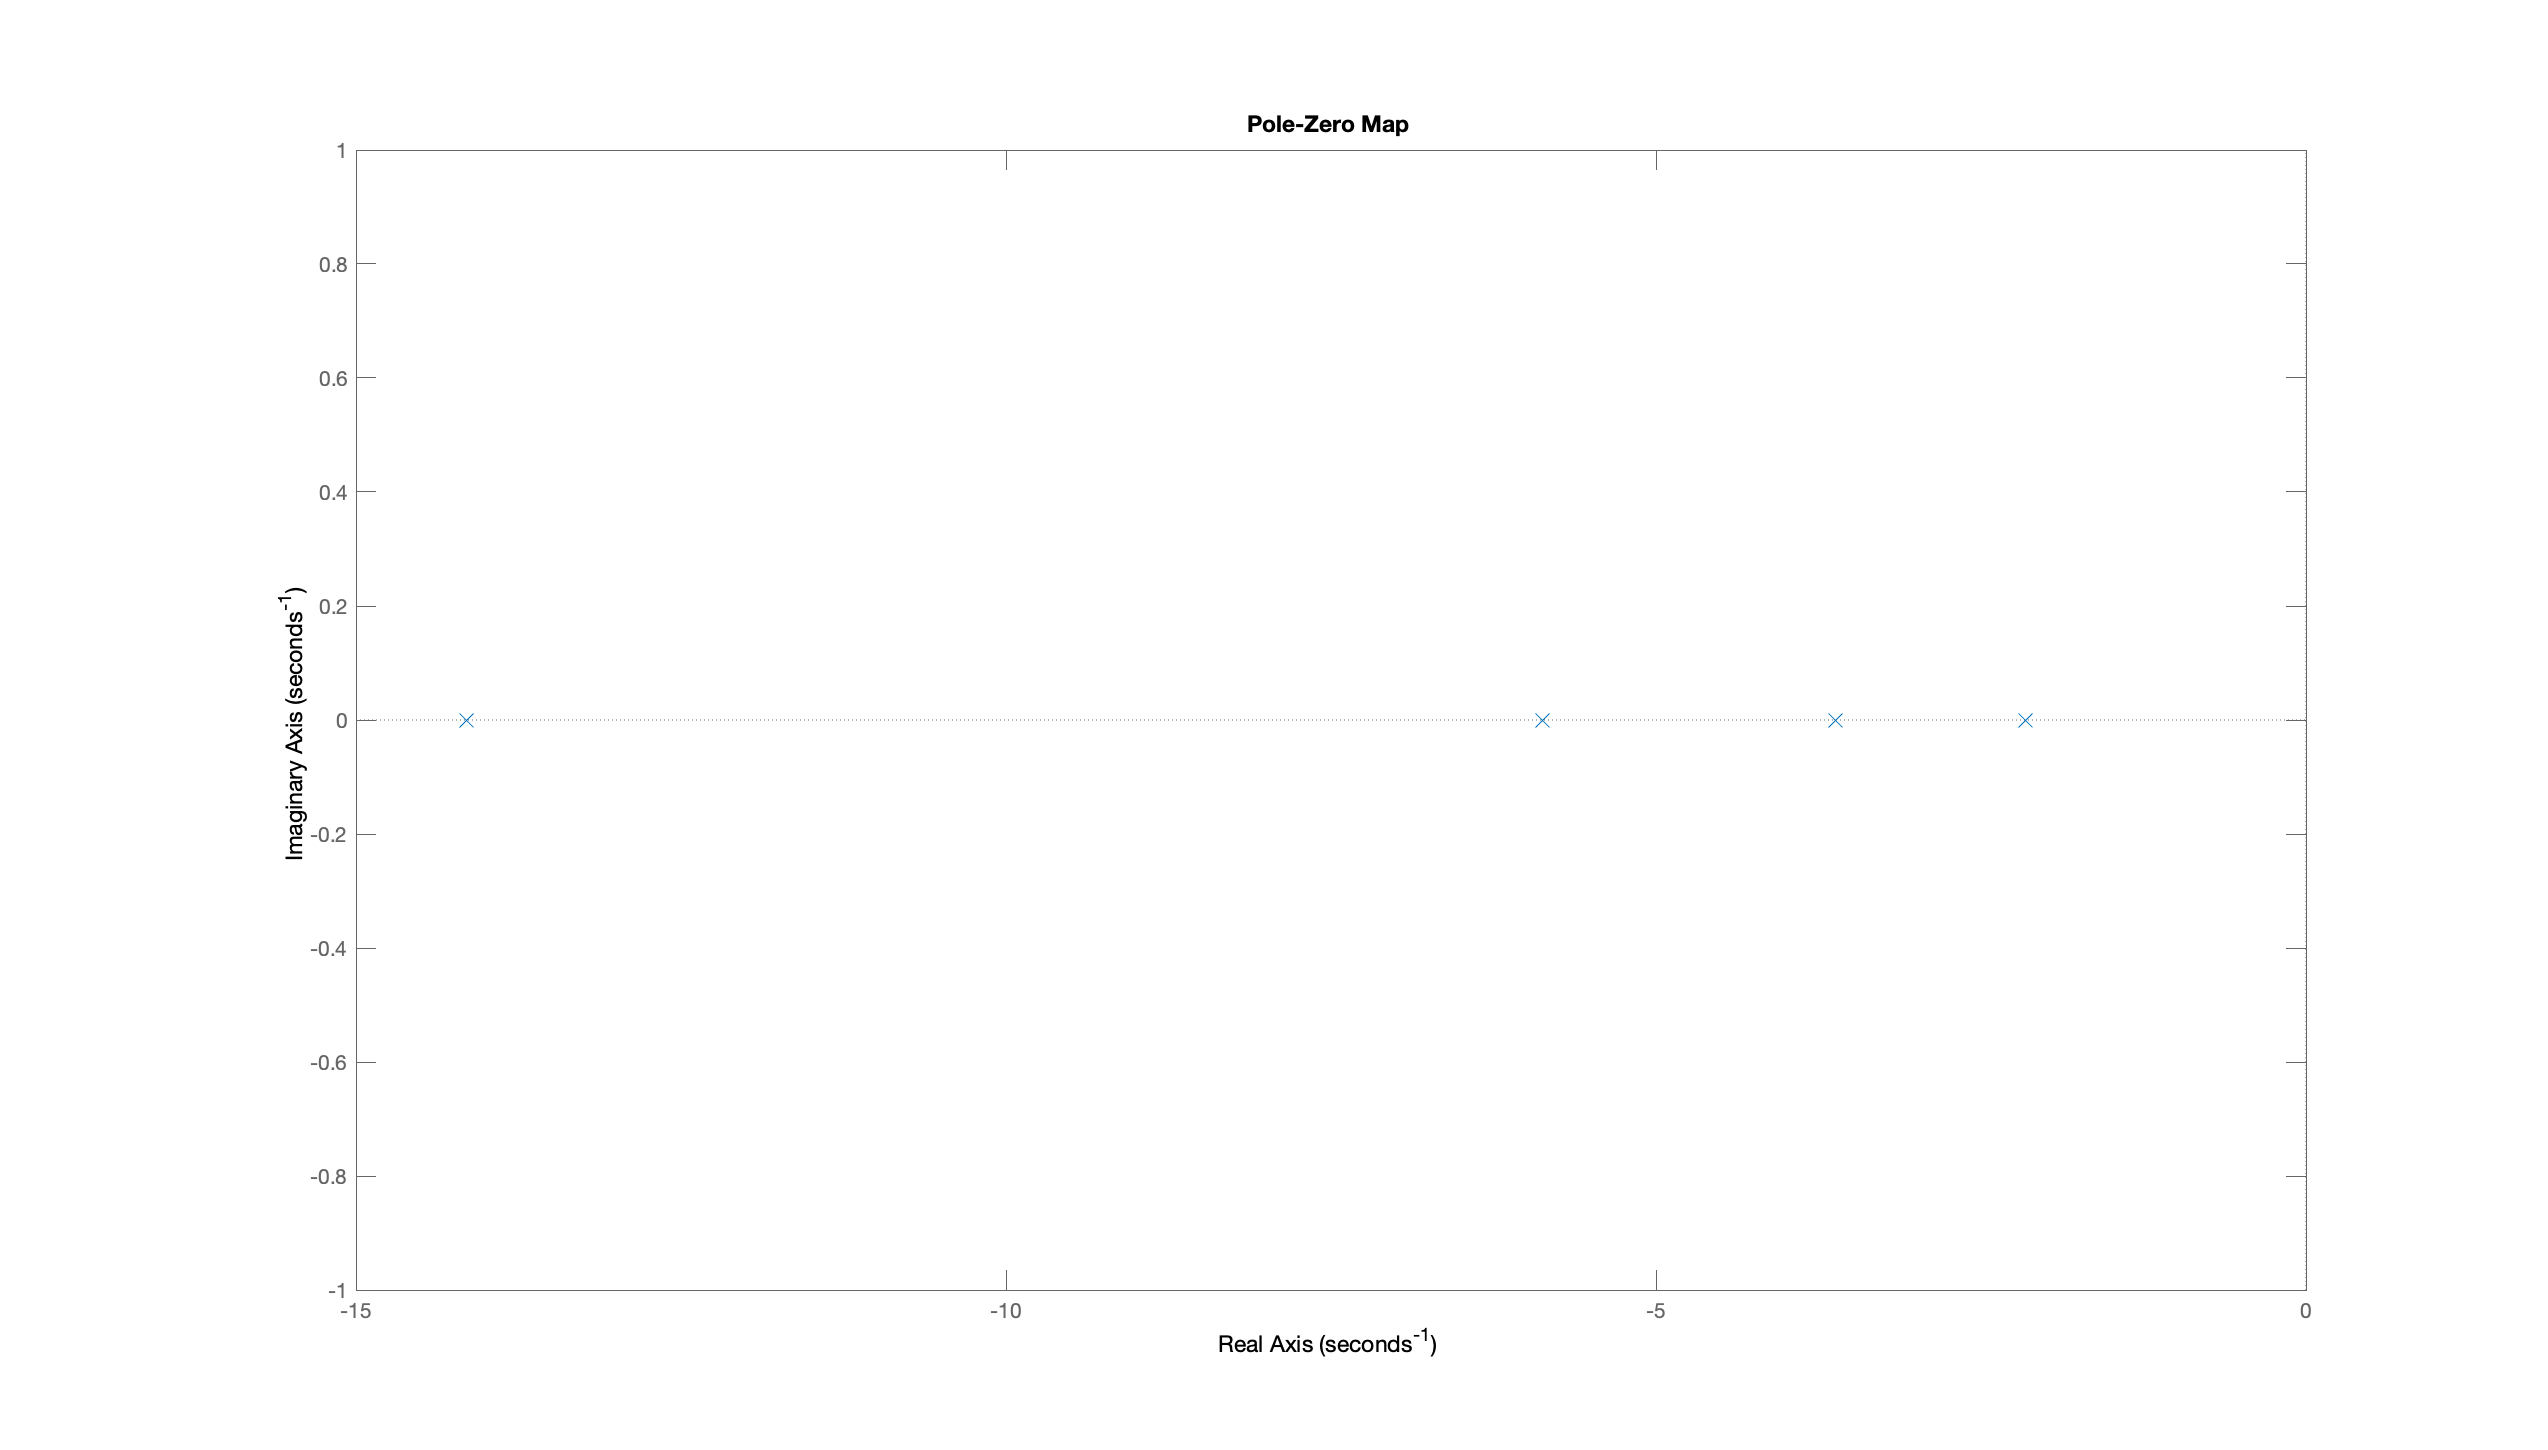 Pole-Zero Map
1
0.8
0.6
0.4
0.2
0
-0.2
-0.4
-0.6
-0.8
-1
Imaginary Axis (seconds⁻¹)
-15 -10 -5 0
Real Axis (seconds⁻¹)